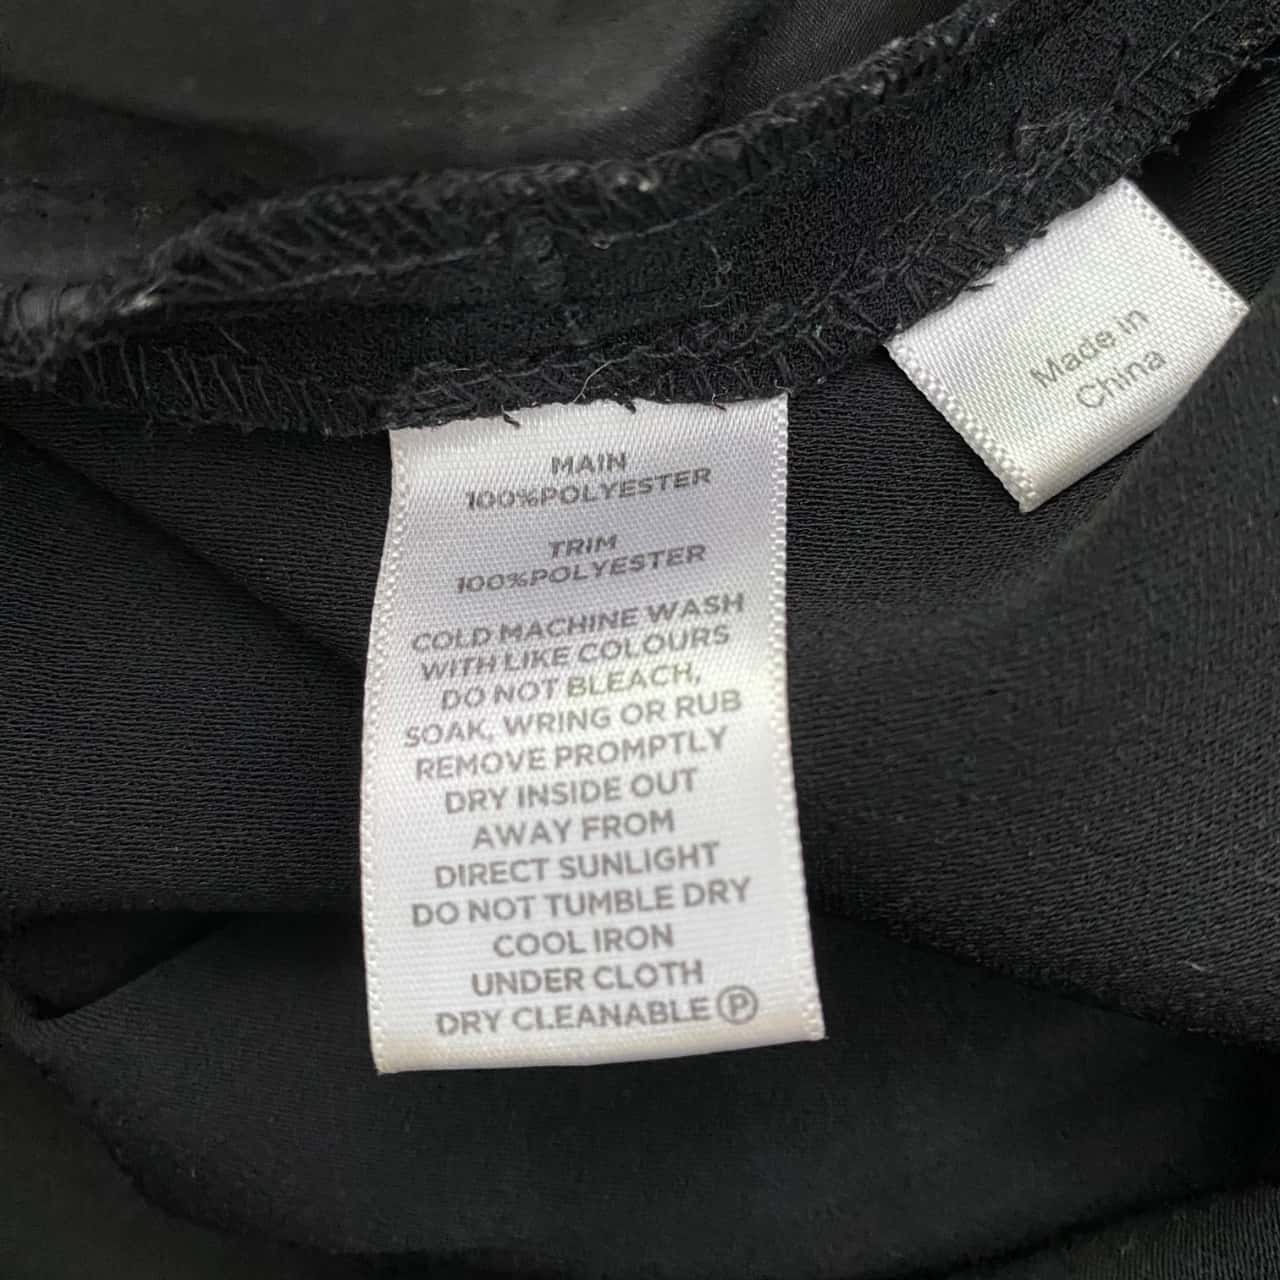 MAIN
100%POLYESTER
TRIM
100%POLYESTER
COLD MACHINE WASH
WITH LIKE COLOURS
DO NOT BLEACH,
SOAK, WRING OR RUB
REMOVE PROMPTLY
DRY INSIDE OUT
AWAY FROM
DIRECT SUNLIGHT
DO NOT TUMBLE DRY
COOL IRON
UNDER CLOTH
DRY CLEANABLE Ⓟ
Made in
China